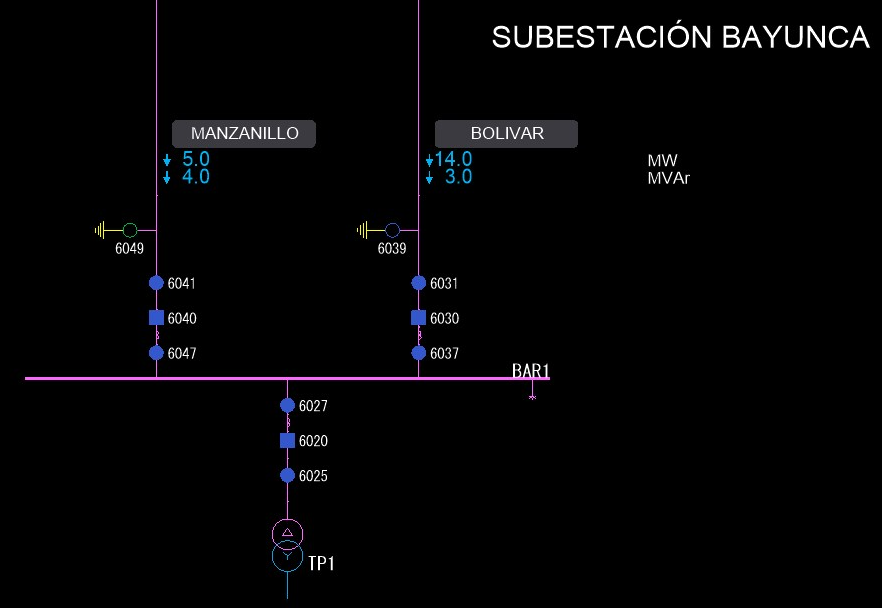 SUBESTACIÓN BAYUNCA
MANZANILLO
BOLIVAR
5.0
14.0
MW
4.0
3.0
MVAr
6049
6039
6041
6031
6040
6030
6047
6037
BAR1
6027
6020
6025
TP1